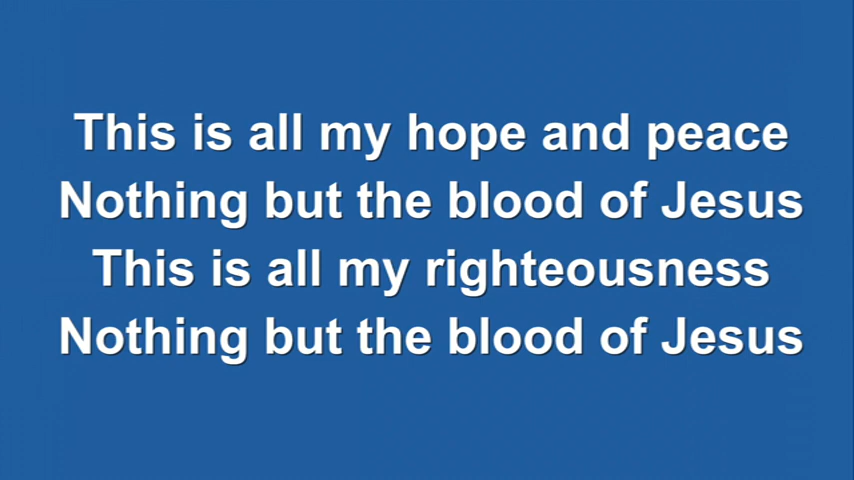 This is all my hope and peace
Nothing but the blood of Jesus
This is all my righteousness
Nothing but the blood of Jesus